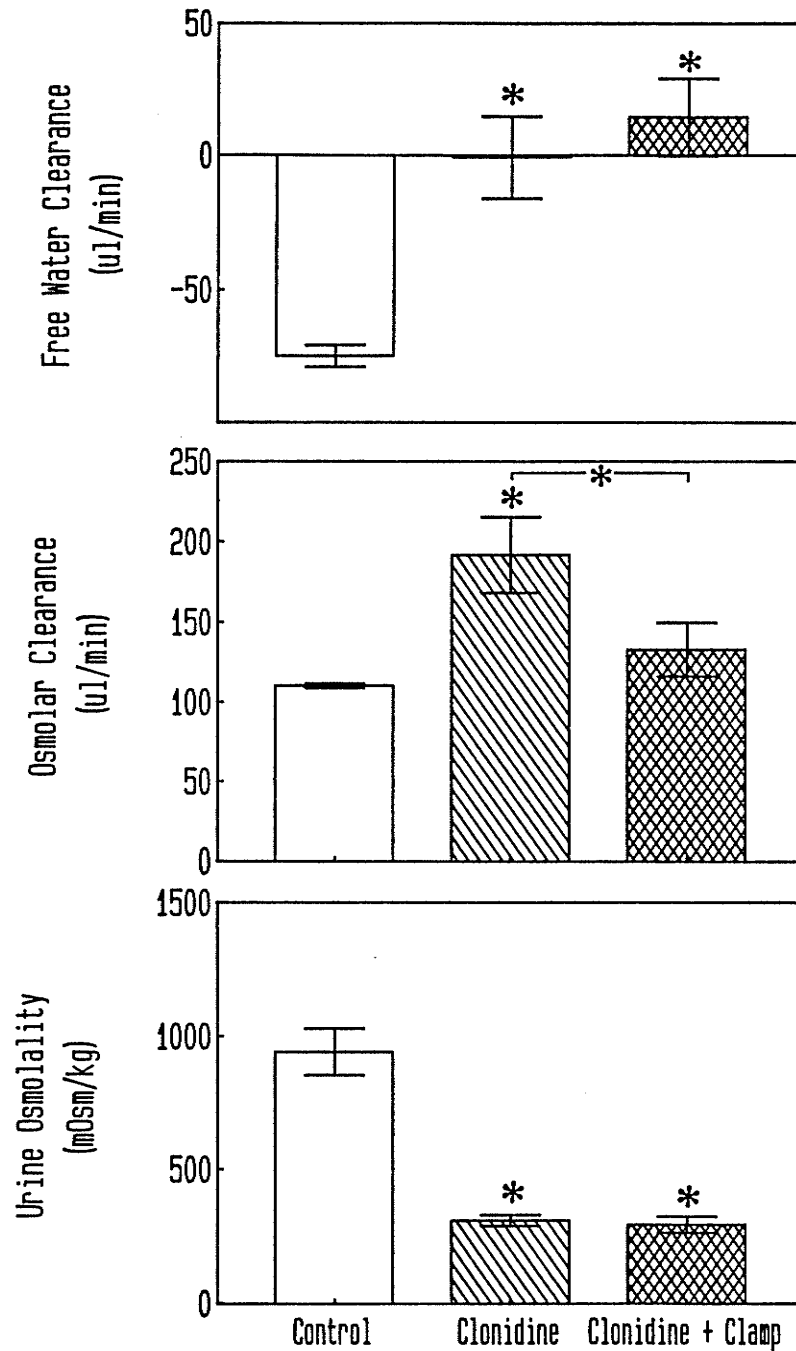 Free Water Clearance
(ul/min)
50
0
-50
*
*
Osmolar Clearance
(ul/min)
250
200
150
100
50
0
*
*
Urine Osmolality
(mOsm/kg)
1500
1000
500
0
*
*
Control Clonidine Clonidine + Clamp